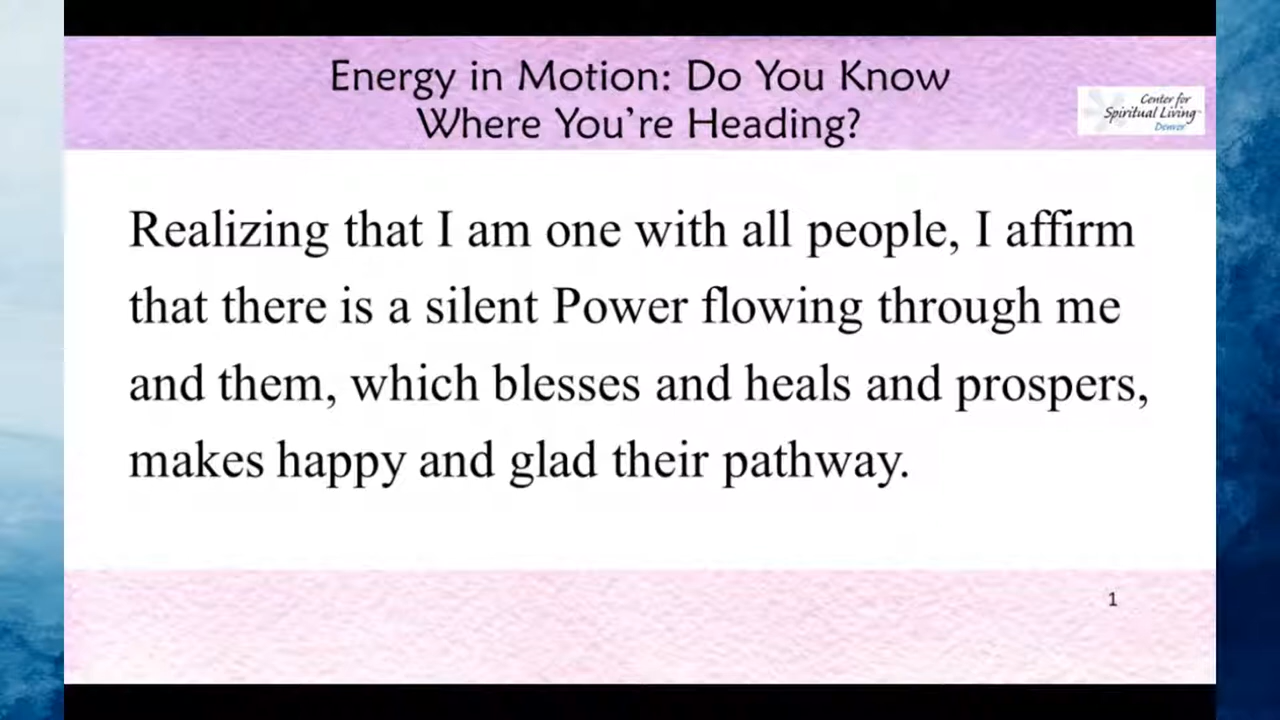 Energy in Motion: Do You Know
Where You're Heading?
Center for
Spiritual Living
Denver
Realizing that I am one with all people, I affirm
that there is a silent Power flowing through me
and them, which blesses and heals and prospers,
makes happy and glad their pathway.
1